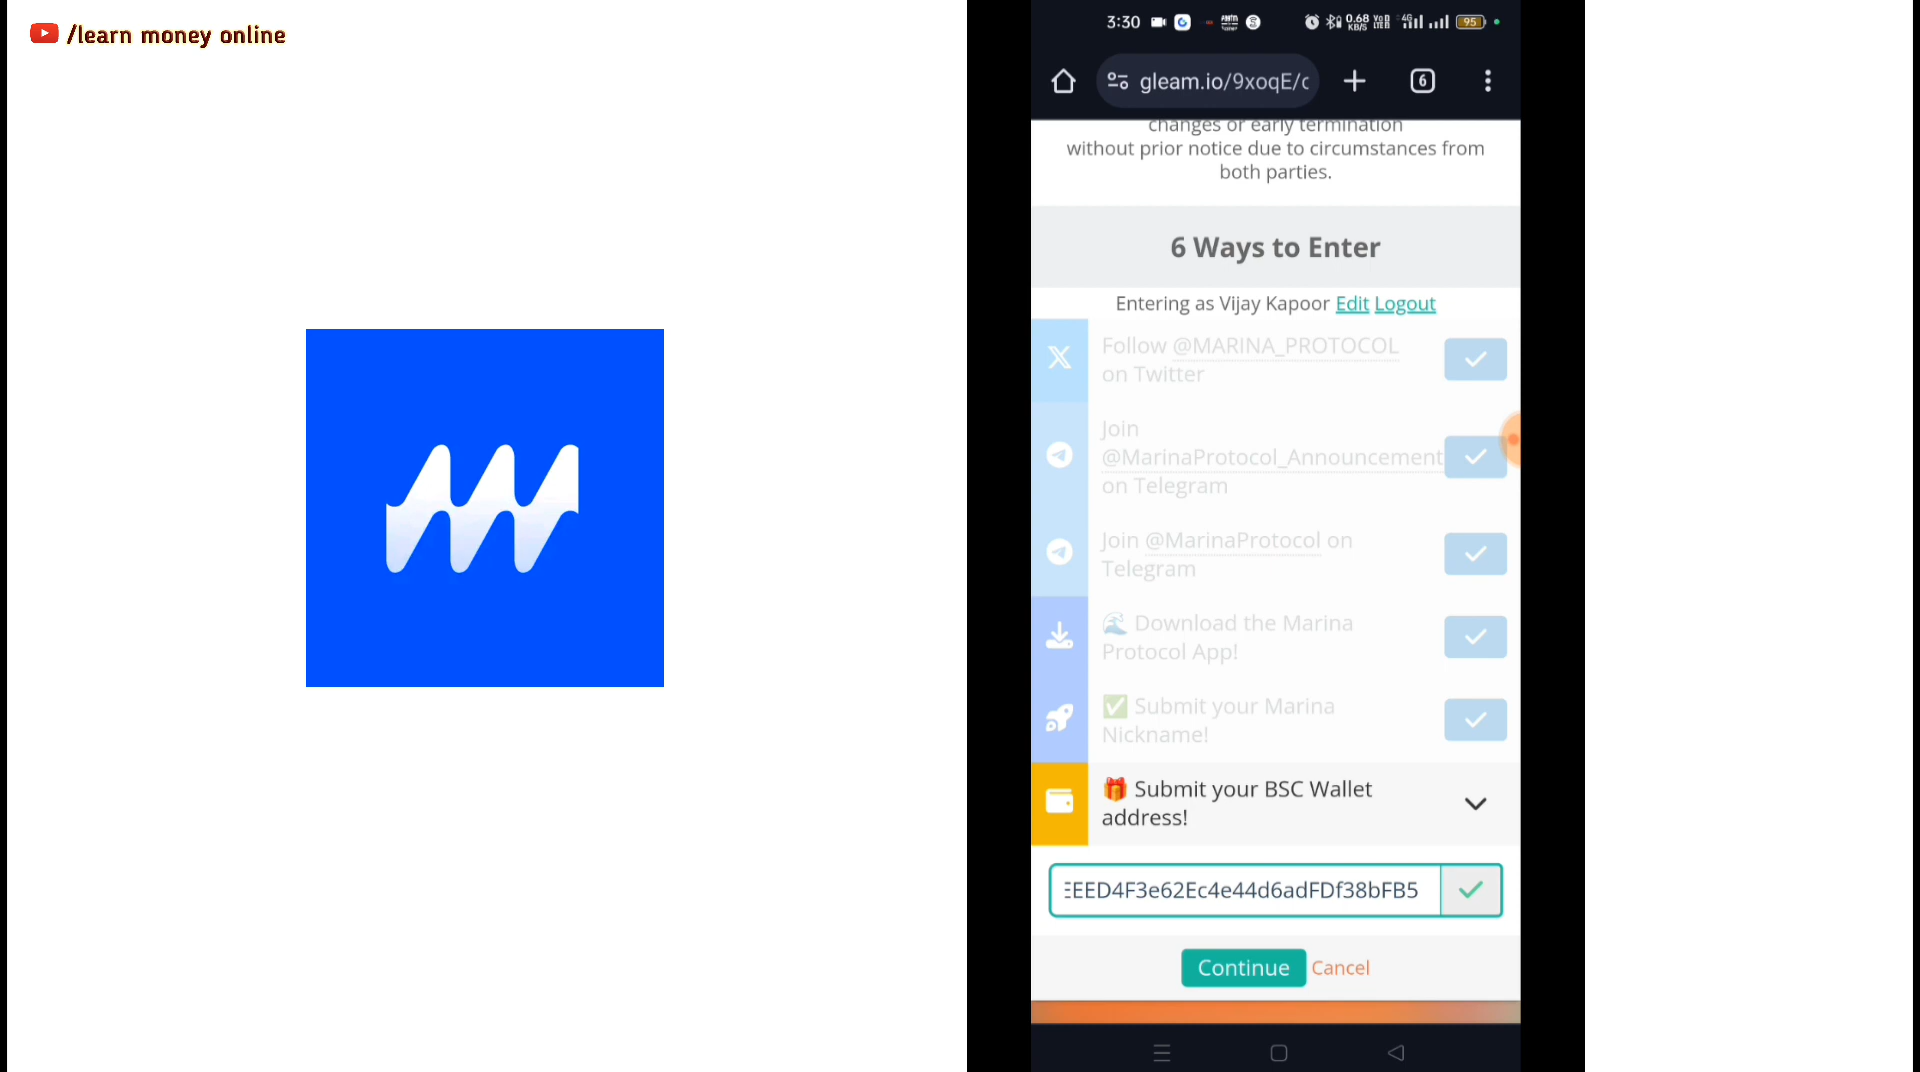 /learn money online
3:30
0.68
KB/S
4G
95
gleam.io/9xoqE/c
6
changes or early termination
without prior notice due to circumstances from
both parties.
6 Ways to Enter
Entering as Vijay Kapoor Edit Logout
Follow @MARINA_PROTOCOL
on Twitter
Join
@MarinaProtocol_Announcement
on Telegram
Join @MarinaProtocol on
Telegram
🌊 Download the Marina
Protocol App!
✅ Submit your Marina
Nickname!
🎁 Submit your BSC Wallet
address!
EED4F3e62Ec4e44d6adFDf38bFB5
Continue Cancel